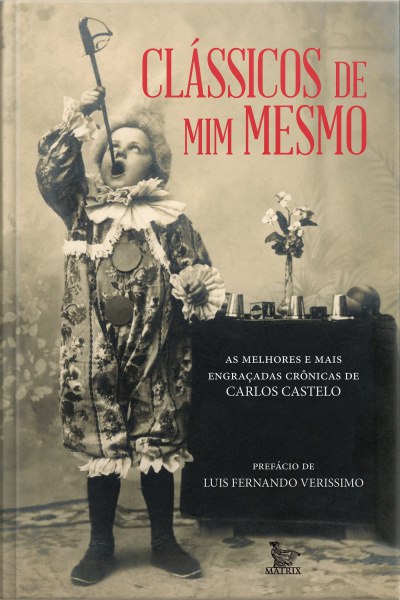 CLÁSSICOS DE
MIM MESMO
AS MELHORES E MAIS
ENGRAÇADAS CRÔNICAS DE
CARLOS CASTELO
PREFÁCIO DE
LUIS FERNANDO VERISSIMO
MATRIX